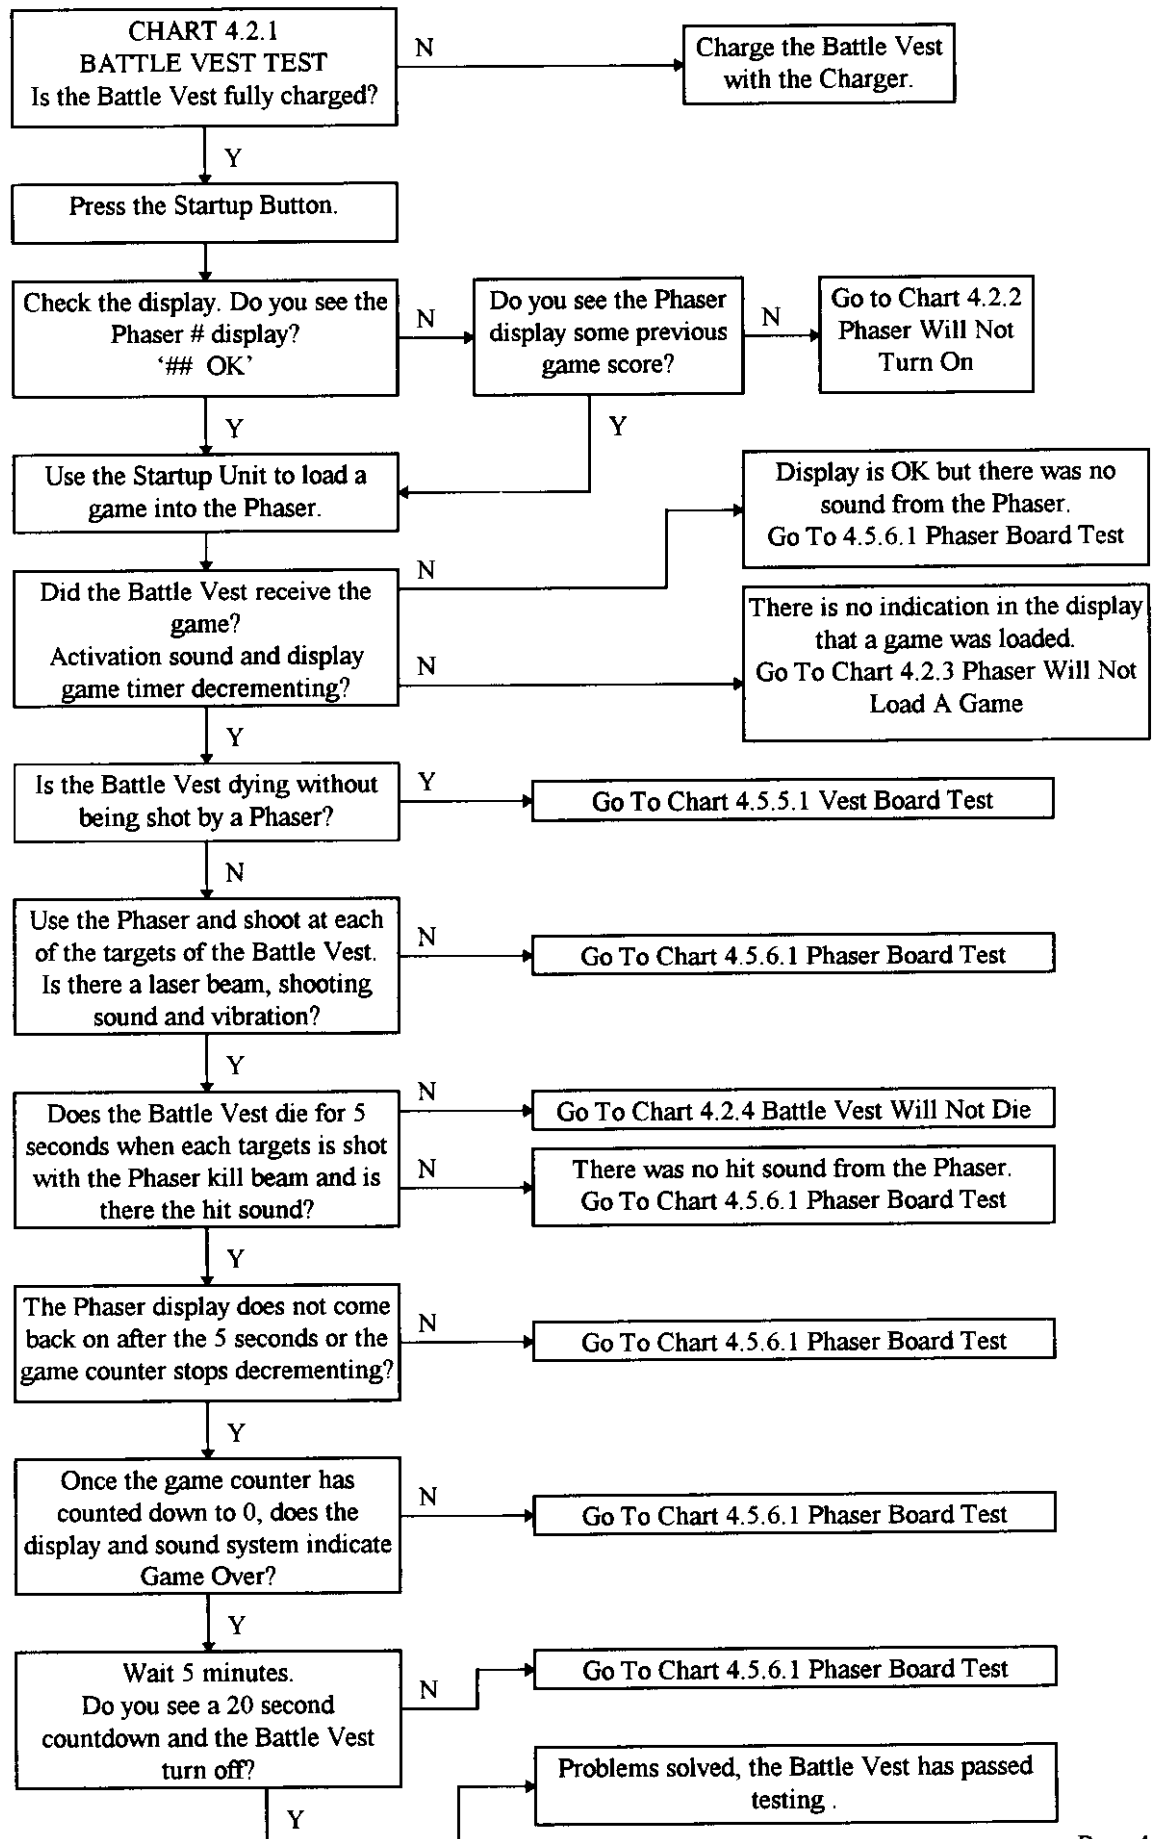 CHART 4.2.1
BATTLE VEST TEST
Is the Battle Vest fully charged?
N
Charge the Battle Vest
with the Charger.
Y
Press the Startup Button.
Check the display. Do you see the
Phaser # display?
‘## OK’
N
Do you see the Phaser
display some previous
game score?
N
Go to Chart 4.2.2
Phaser Will Not
Turn On
Y
Y
Use the Startup Unit to load a
game into the Phaser.
Display is OK but there was no
sound from the Phaser.
Go To 4.5.6.1 Phaser Board Test
Did the Battle Vest receive the
game?
Activation sound and display
game timer decrementing?
N
N
There is no indication in the display
that a game was loaded.
Go To Chart 4.2.3 Phaser Will Not
Load A Game
Y
Is the Battle Vest dying without
being shot by a Phaser?
Y
Go To Chart 4.5.5.1 Vest Board Test
N
Use the Phaser and shoot at each
of the targets of the Battle Vest.
Is there a laser beam, shooting
sound and vibration?
N
Go To Chart 4.5.6.1 Phaser Board Test
Y
Does the Battle Vest die for 5
seconds when each targets is shot
with the Phaser kill beam and is
there the hit sound?
N
Go To Chart 4.2.4 Battle Vest Will Not Die
N
There was no hit sound from the Phaser.
Go To Chart 4.5.6.1 Phaser Board Test
Y
The Phaser display does not come
back on after the 5 seconds or the
game counter stops decrementing?
N
Go To Chart 4.5.6.1 Phaser Board Test
Y
Once the game counter has
counted down to 0, does the
display and sound system indicate
Game Over?
N
Go To Chart 4.5.6.1 Phaser Board Test
Y
Wait 5 minutes.
Do you see a 20 second
countdown and the Battle Vest
turn off?
N
Go To Chart 4.5.6.1 Phaser Board Test
Y
Problems solved, the Battle Vest has passed
testing .